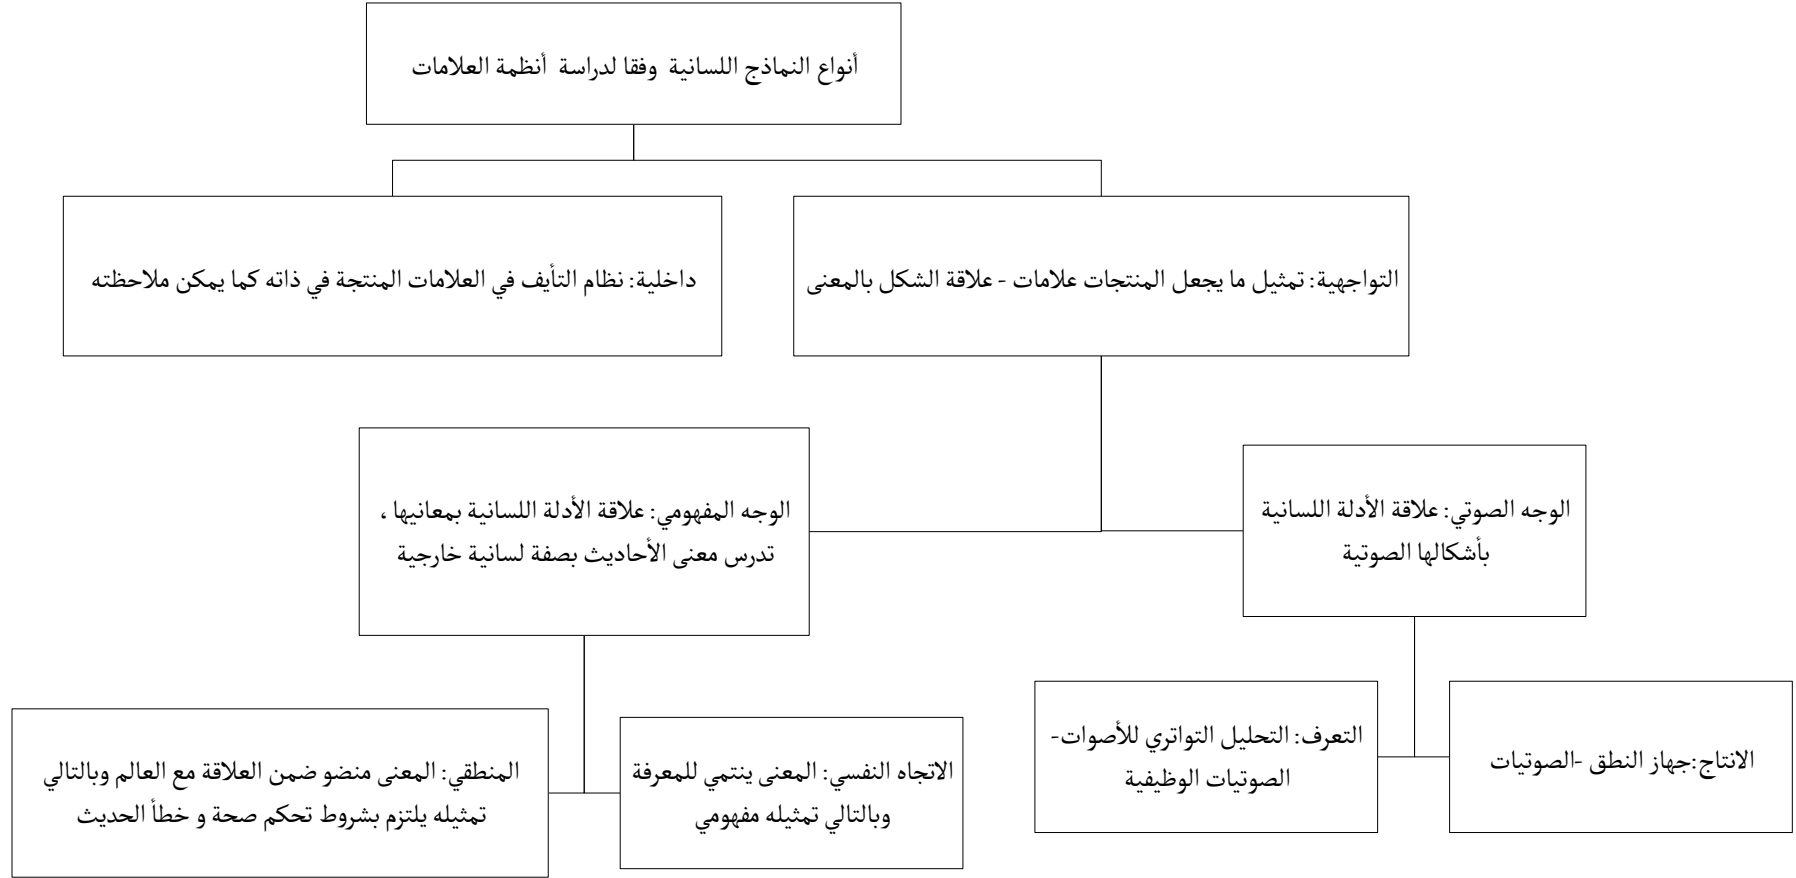 أنواع النماذج اللسانية وفقا لدراسة أنظمة العلامات
التواجهية: تمثيل ما يجعل المنتجات علامات - علاقة الشكل بالمعنى
داخلية: نظام التأيف في العلامات المنتجة في ذاته كما يمكن ملاحظته
الوجه الصوتي: علاقة الأدلة اللسانية
بأشكالها الصوتية
الوجه المفهومي: علاقة الأدلة اللسانية بمعانيها ،
تدرس معنى الأحاديث بصفة لسانية خارجية
الانتاج:جهاز النطق -الصوتيات
التعرف: التحليل التواتري للأصوات-
الصوتيات الوظيفية
الاتجاه النفسي: المعنى ينتمي للمعرفة
وبالتالي تمثيله مفهومي
المنطقي: المعنى منضو ضمن العلاقة مع العالم وبالتالي
تمثيله يلتزم بشروط تحكم صحة و خطأ الحديث